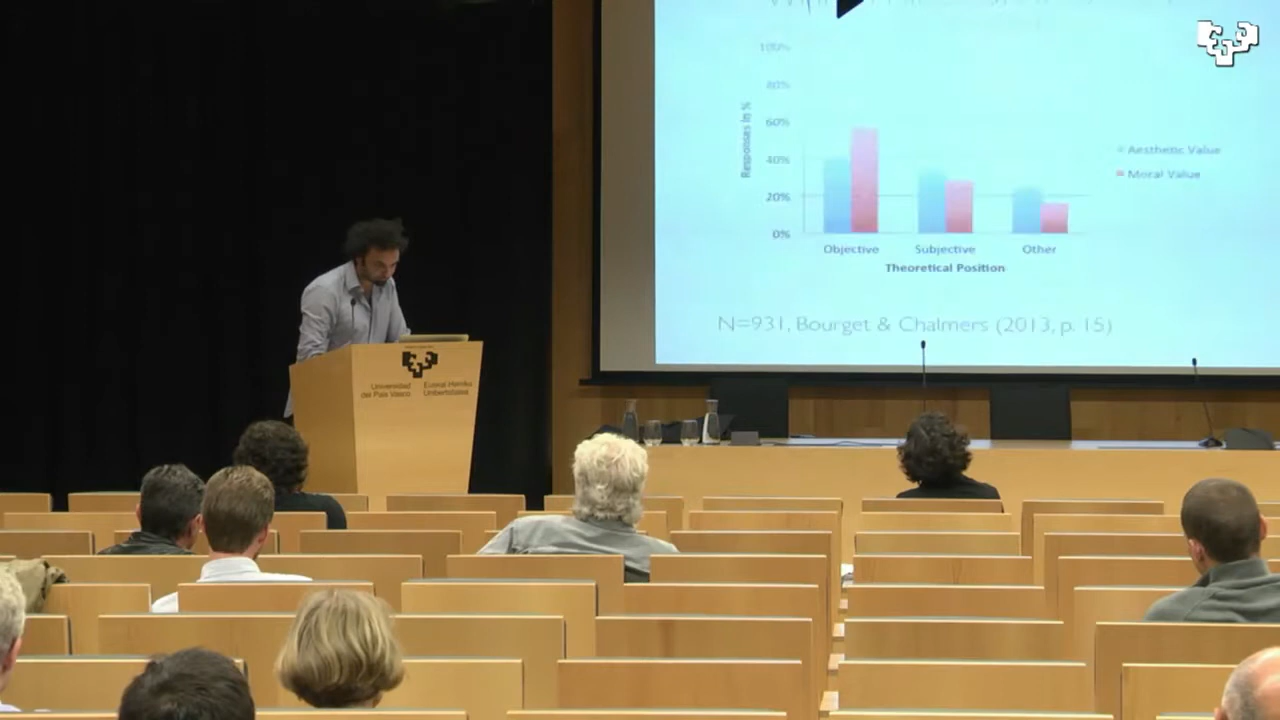 100%
80%
60%
40%
20%
0%
Responses in %
Objective
Subjective
Other
Theoretical Position
Aesthetic Value
Moral Value
N=931, Bourget & Chalmers (2013, p. 15)
Universidad
del País Vasco
Euskal Herriko
Unibertsitatea